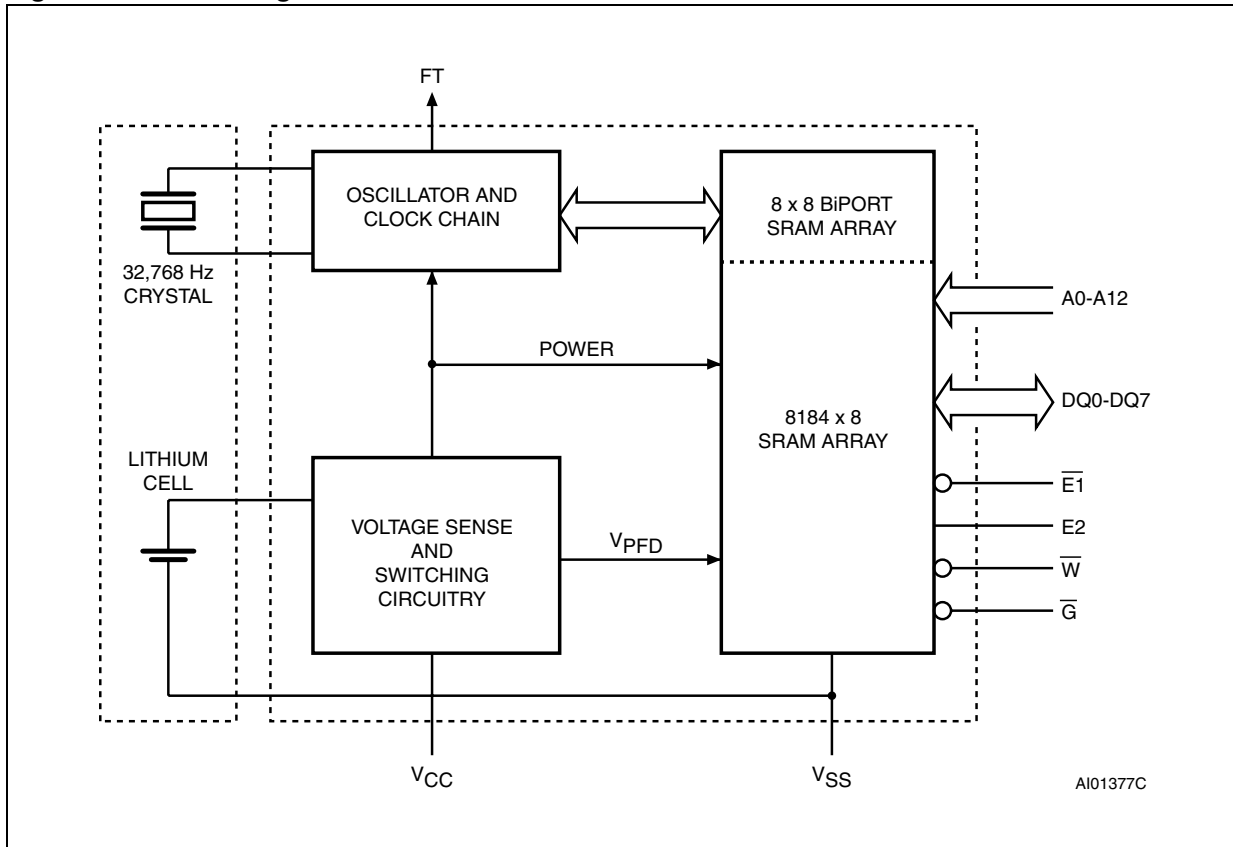 FT
OSCILLATOR AND
CLOCK CHAIN
8 x 8 BiPORT
SRAM ARRAY
32,768 Hz
CRYSTAL
A0-A12
POWER
DQ0-DQ7
8184 x 8
SRAM ARRAY
LITHIUM
CELL
E̅1̅
E2
VOLTAGE SENSE
AND
SWITCHING
CIRCUITRY
VPFD
W̅
G̅
VCC
VSS
AI01377C